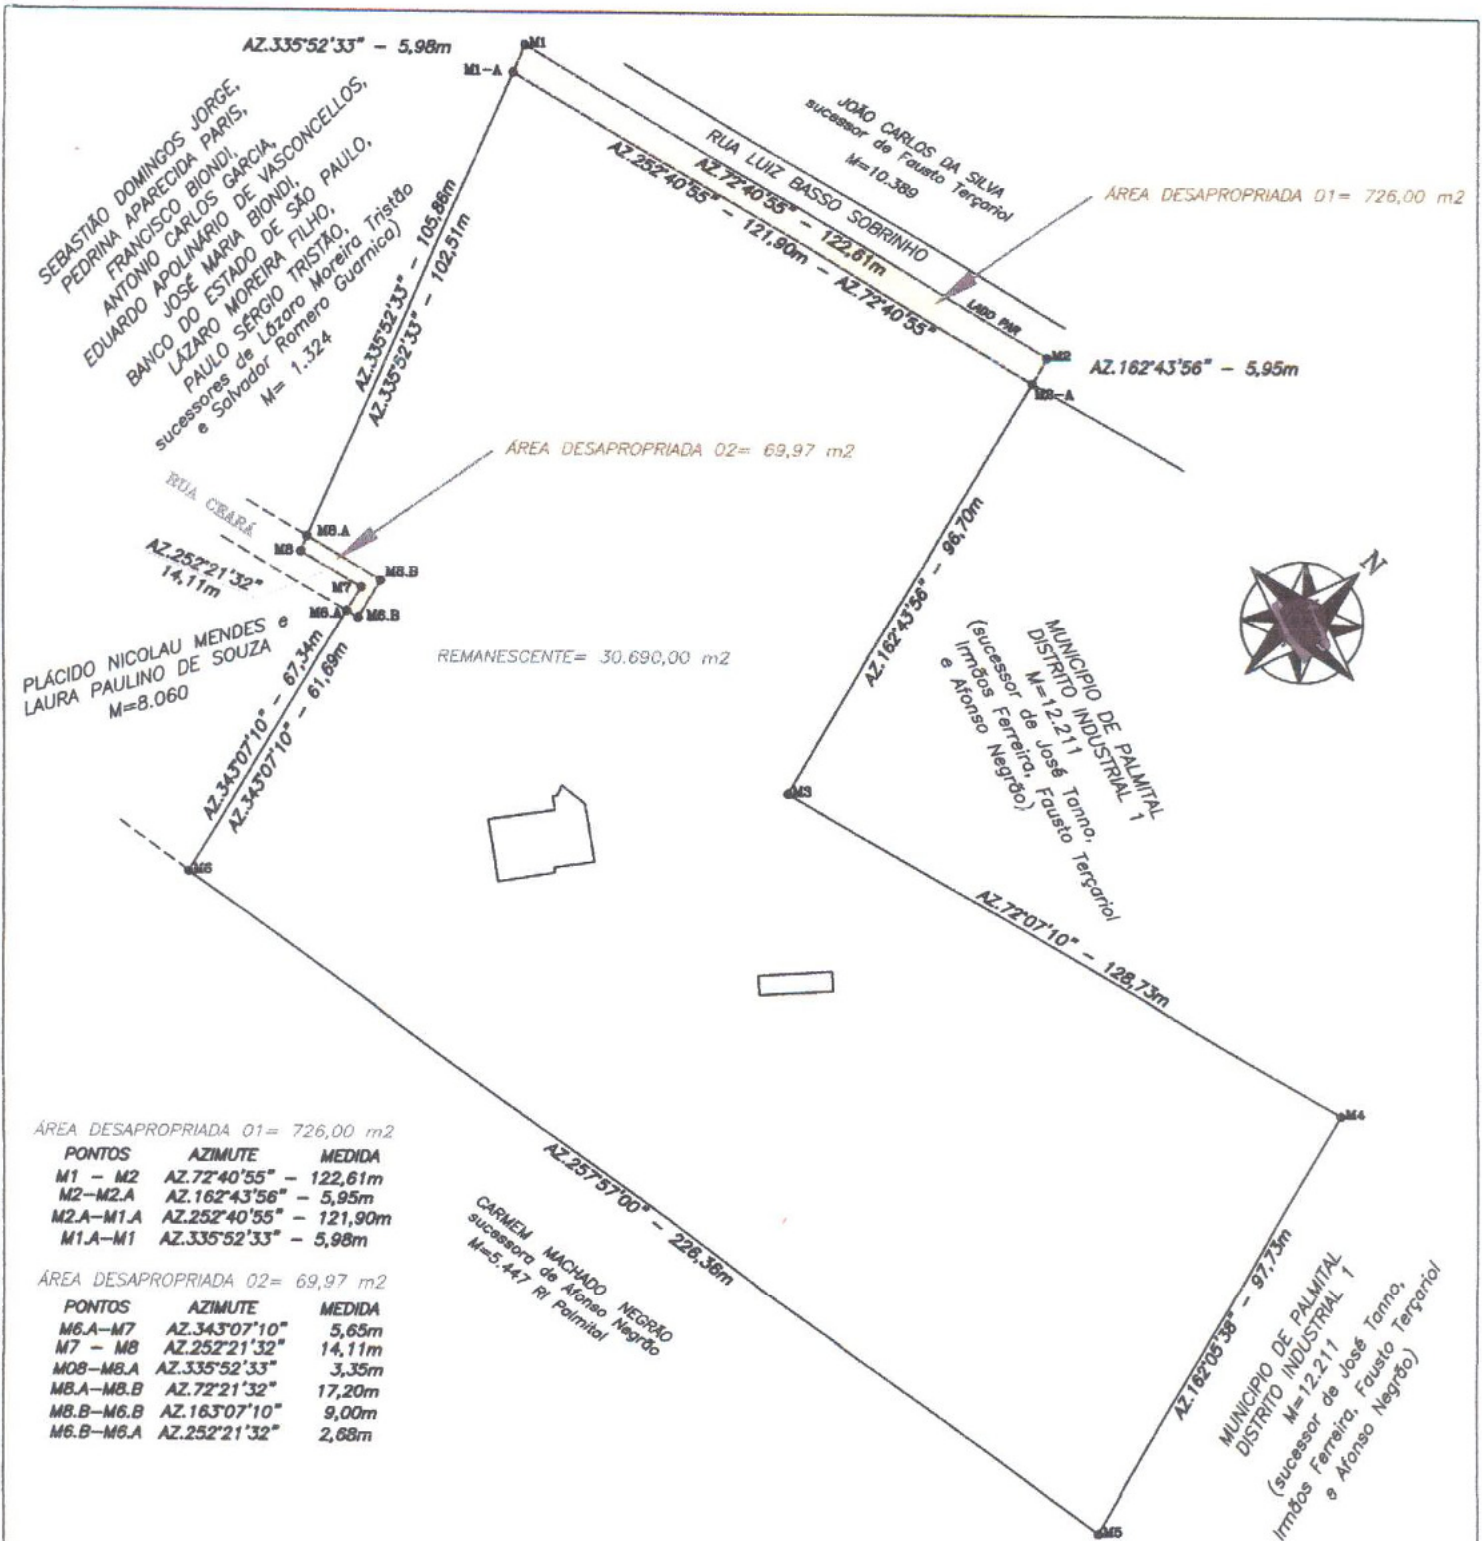 AZ.335°52'33" - 5,98m
M1
M1-A
SEBASTIÃO DOMINGOS JORGE,
PEDRINA APARECIDA PARIS,
FRANCISCO BIONDI,
ANTONIO CARLOS GARCIA,
EDUARDO APOLINÁRIO DE VASCONCELLOS,
JOSÉ MARIA BIONDI,
BANCO DO ESTADO DE SÃO PAULO,
LÁZARO MOREIRA FILHO,
PAULO SÉRGIO TRISTÃO,
sucessores de Lázaro Moreira Tristão
e Salvador Romero Guarnica)
M= 1.324
AZ.335°52'33" - 105,86m
AZ.335°52'33" - 102,51m
JOÃO CARLOS DA SILVA
sucessor de Fausto Terçariol
M=10.389
RUA LUIZ BASSO SOBRINHO
AZ.72°40'55" - 122,61m
AZ.252°40'55" - 121,90m - AZ.72°40'55"
LADO PAR
ÁREA DESAPROPRIADA 01= 726,00 m2
M2
AZ.162°43'56" - 5,95m
M2-A
ÁREA DESAPROPRIADA 02= 69,97 m2
RUA CEARÁ
M8.A
M8
M8.B
M7
M6.A
M6.B
AZ.252°21'32"
14,11m
PLÁCIDO NICOLAU MENDES e
LAURA PAULINO DE SOUZA
M=8.060
AZ.343°07'10" - 67,34m
AZ.343°07'10" - 61,69m
REMANESCENTE= 30.690,00 m2
AZ.162°43'56" - 96,70m
N
MUNICIPIO DE PALMITAL
DISTRITO INDUSTRIAL 1
M=12.211
(sucessor de José Tanno,
Irmãos Ferreira, Fausto Terçariol
e Afonso Negrão)
M3
M6
AZ.72°07'10" - 128,73m
M4
AZ.257°57'00" - 226,36m
CARMEM MACHADO NEGRÃO
sucessora de Afonso Negrão
M=5.447 RI Palmital
AZ.162°05'38" - 97,73m
MUNICIPIO DE PALMITAL
DISTRITO INDUSTRIAL 1
M=12.211
(sucessor de José Tanno,
Irmãos Ferreira, Fausto Terçariol
e Afonso Negrão)
M5
ÁREA DESAPROPRIADA 01= 726,00 m2
PONTOS AZIMUTE MEDIDA
M1 - M2 AZ.72°40'55" - 122,61m
M2-M2.A AZ.162°43'56" - 5,95m
M2.A-M1.A AZ.252°40'55" - 121,90m
M1.A-M1 AZ.335°52'33" - 5,98m
ÁREA DESAPROPRIADA 02= 69,97 m2
PONTOS AZIMUTE MEDIDA
M6.A-M7 AZ.343°07'10" 5,65m
M7 - M8 AZ.252°21'32" 14,11m
M08-M8.A AZ.335°52'33" 3,35m
M8.A-M8.B AZ.72°21'32" 17,20m
M8.B-M6.B AZ.163°07'10" 9,00m
M6.B-M6.A AZ.252°21'32" 2,68m